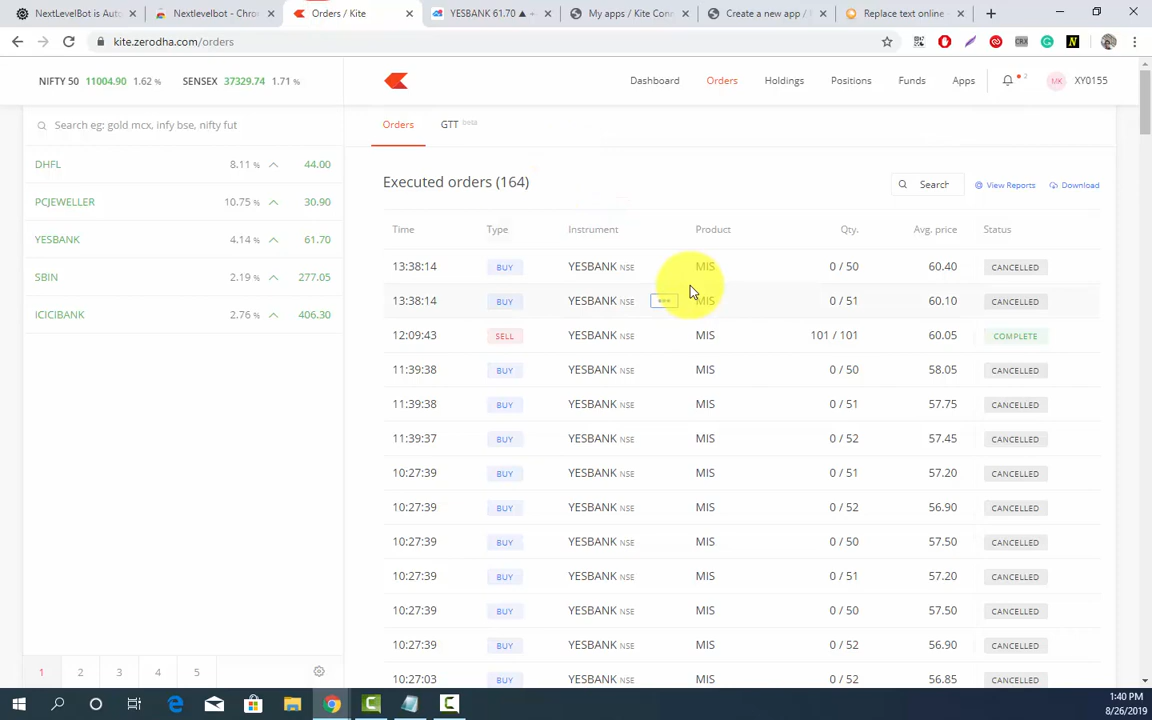 NextLevelBot is Auto
Nextlevelbot - Chro
Orders / Kite
YESBANK 61.70 ▲ +
My apps / Kite Conn
Create a new app /
Replace text online -
kite.zerodha.com/orders
CRX
NIFTY 50 11004.90 1.62 %
SENSEX 37329.74 1.71 %
Dashboard
Orders
Holdings
Positions
Funds
Apps
2
MK
XY0155
Search eg: gold mcx, infy bse, nifty fut
DHFL 8.11 % 44.00
PCJEWELLER 10.75 % 30.90
YESBANK 4.14 % 61.70
SBIN 2.19 % 277.05
ICICIBANK 2.76 % 406.30
1 2 3 4 5
Orders
GTT beta
Executed orders (164)
Search
View Reports
Download
Time Type Instrument Product Qty. Avg. price Status
13:38:14 BUY YESBANK NSE MIS 0 / 50 60.40 CANCELLED
13:38:14 BUY YESBANK NSE MIS 0 / 51 60.10 CANCELLED
12:09:43 SELL YESBANK NSE MIS 101 / 101 60.05 COMPLETE
11:39:38 BUY YESBANK NSE MIS 0 / 50 58.05 CANCELLED
11:39:38 BUY YESBANK NSE MIS 0 / 51 57.75 CANCELLED
11:39:37 BUY YESBANK NSE MIS 0 / 52 57.45 CANCELLED
10:27:39 BUY YESBANK NSE MIS 0 / 51 57.20 CANCELLED
10:27:39 BUY YESBANK NSE MIS 0 / 52 56.90 CANCELLED
10:27:39 BUY YESBANK NSE MIS 0 / 50 57.50 CANCELLED
10:27:39 BUY YESBANK NSE MIS 0 / 51 57.20 CANCELLED
10:27:39 BUY YESBANK NSE MIS 0 / 50 57.50 CANCELLED
10:27:39 BUY YESBANK NSE MIS 0 / 52 56.90 CANCELLED
10:27:03 BUY YESBANK NSE MIS 0 / 51 56.85 CANCELLED
1:40 PM
8/26/2019